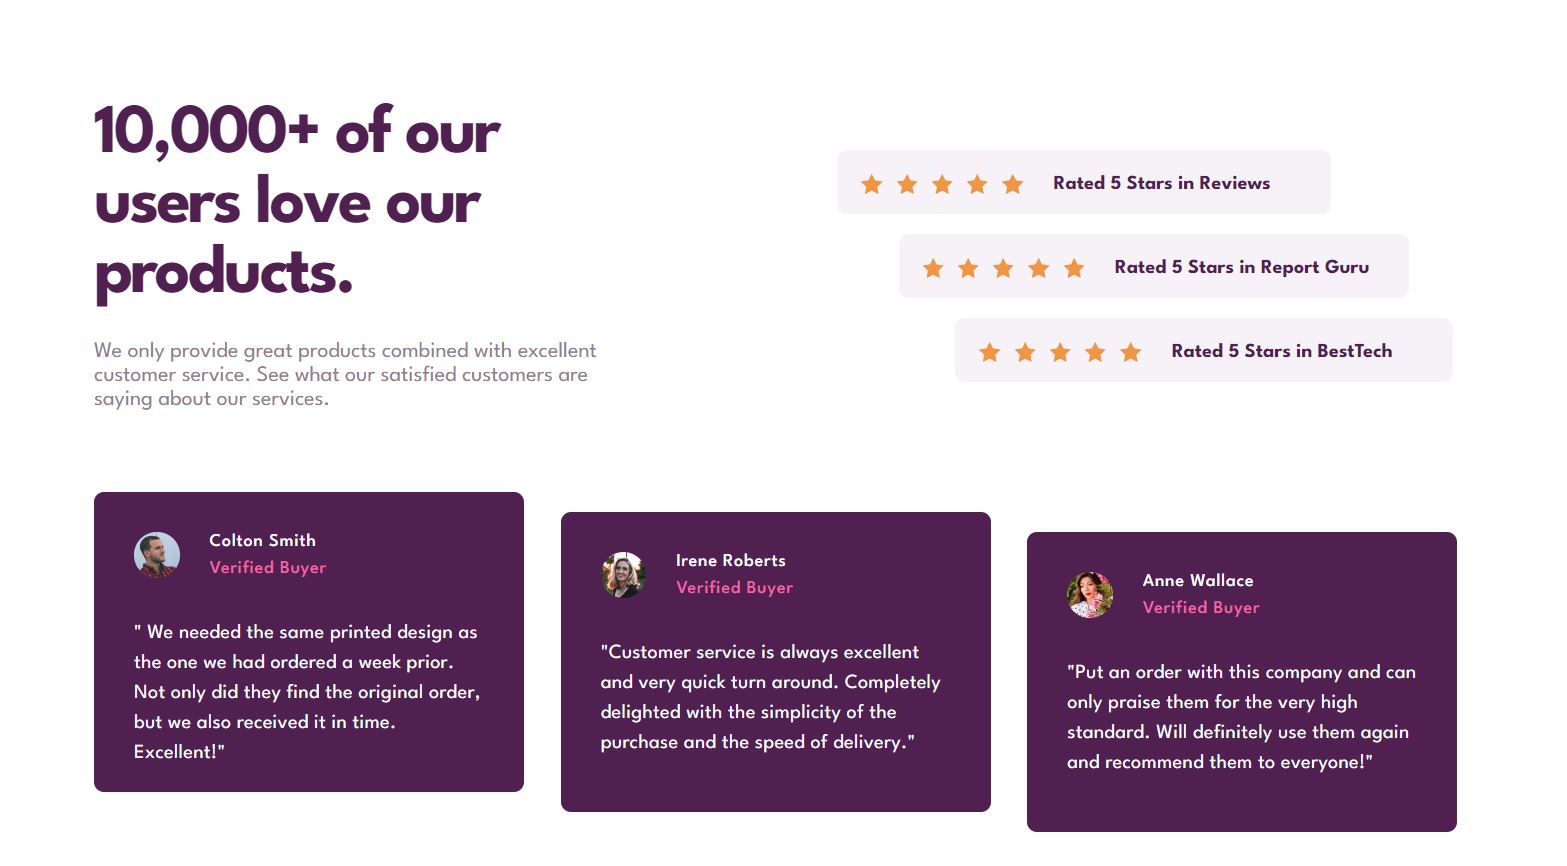 10,000+ of our
users love our
products.
We only provide great products combined with excellent
customer service. See what our satisfied customers are
saying about our services.
Rated 5 Stars in Reviews
Rated 5 Stars in Report Guru
Rated 5 Stars in BestTech
Colton Smith
Verified Buyer
" We needed the same printed design as
the one we had ordered a week prior.
Not only did they find the original order,
but we also received it in time.
Excellent!"
Irene Roberts
Verified Buyer
"Customer service is always excellent
and very quick turn around. Completely
delighted with the simplicity of the
purchase and the speed of delivery."
Anne Wallace
Verified Buyer
"Put an order with this company and can
only praise them for the very high
standard. Will definitely use them again
and recommend them to everyone!"